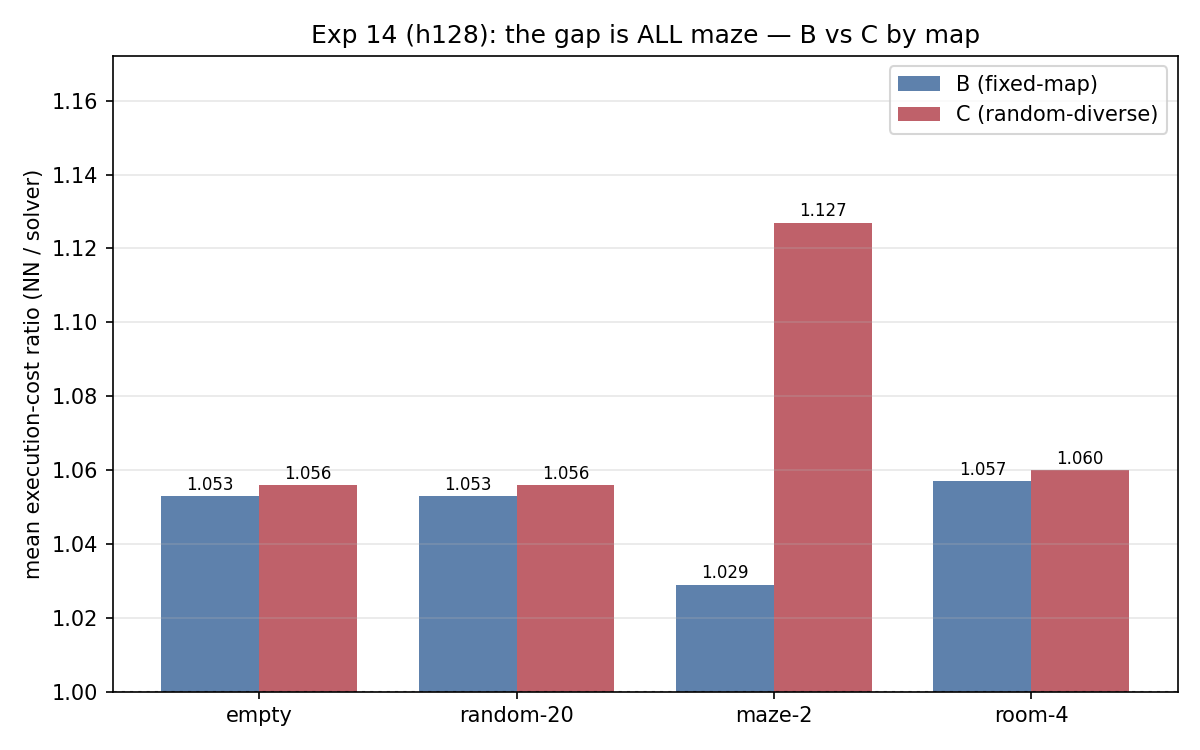 Exp 14 (h128): the gap is ALL maze — B vs C by map
B (fixed-map)
C (random-diverse)
mean execution-cost ratio (NN / solver)
1.16
1.14
1.12
1.10
1.08
1.06
1.04
1.02
1.00
1.053
1.056
1.053
1.056
1.029
1.127
1.057
1.060
empty
random-20
maze-2
room-4